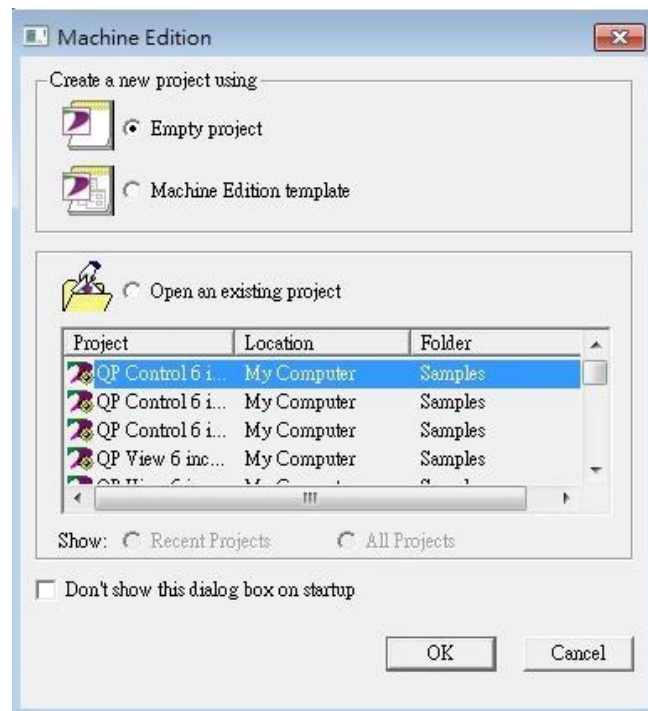 Machine Edition
Create a new project using
Empty project
Machine Edition template
Open an existing project
Project Location Folder
QP Control 6 i... My Computer Samples
QP Control 6 i... My Computer Samples
QP Control 6 i... My Computer Samples
QP View 6 inc... My Computer Samples
Show: Recent Projects All Projects
Don't show this dialog box on startup
OK Cancel